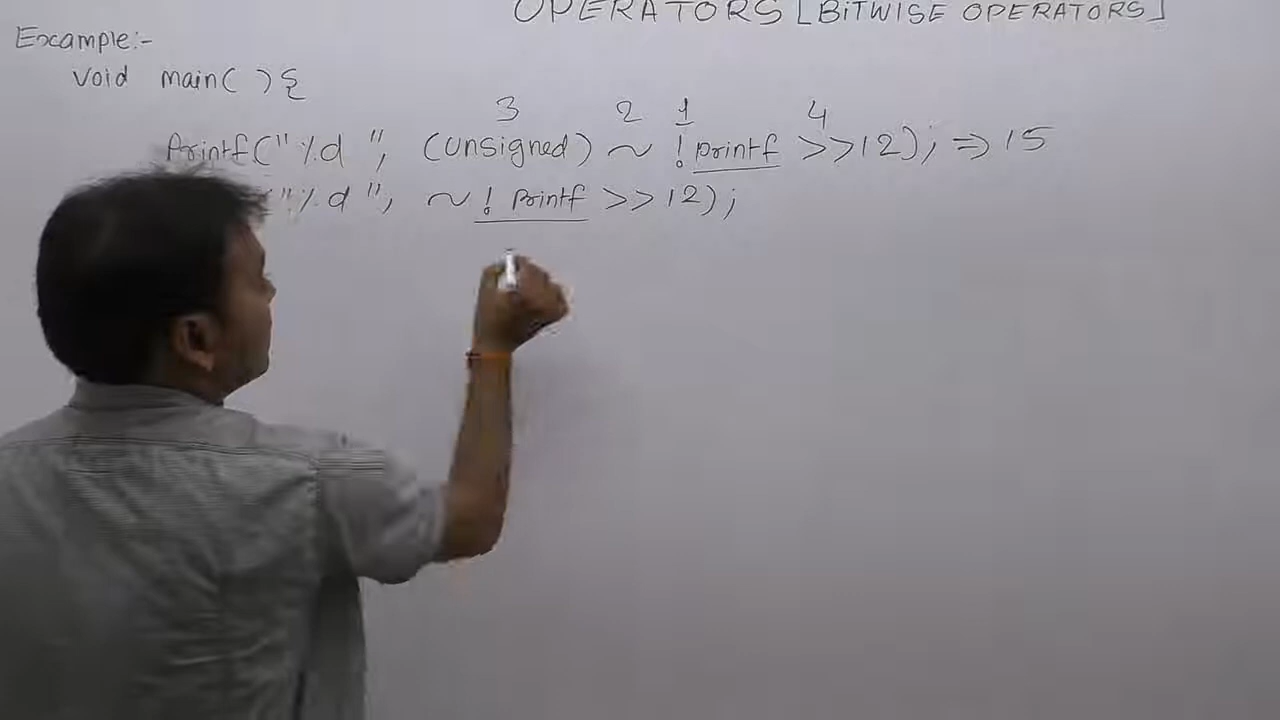 OPERATORS [BiTWISE OPERATORS]
Example:-
void main( ){
3 2 1 4
Printf("%d ", (unsigned) ~ !printf >>12); => 15
"%d ", ~ ! Printf >>12);